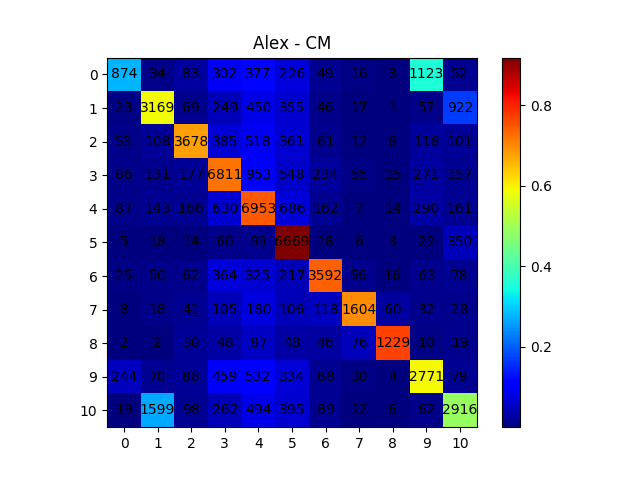 Alex - CM
0 874 34 83 302 377 226 49 16 3 1123 52
1 23 3169 69 249 450 355 46 17 1 57 922
2 53 108 3678 385 518 361 61 12 6 118 101
3 86 131 177 6811 953 548 234 55 15 271 157
4 87 143 166 630 6953 686 162 7 14 290 161
5 5 18 14 60 99 6669 6 3 22 350
6 25 50 62 364 325 217 3592 56 16 63 78
7 8 18 41 105 180 106 118 1604 60 32 28
8 2 2 30 48 87 48 46 76 1229 10 19
9 244 70 88 459 532 334 68 30 4 2771 79
10 1599 98 262 494 395 89 12 6 62 2916
0 1 2 3 4 5 6 7 8 9 10
0.8
0.6
0.4
0.2